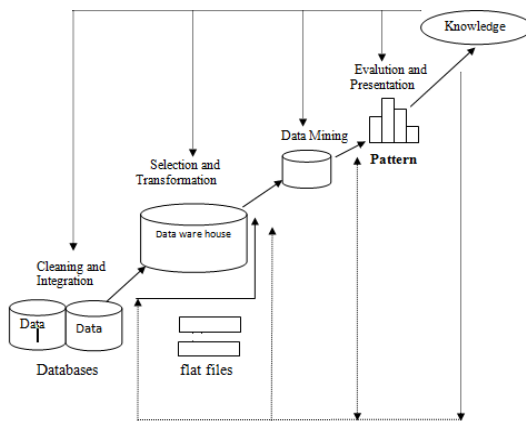 Knowledge
Evalution and
Presentation
Pattern
Data Mining
Selection and
Transformation
Data ware house
Cleaning and
Integration
Data
Data
Databases
flat files